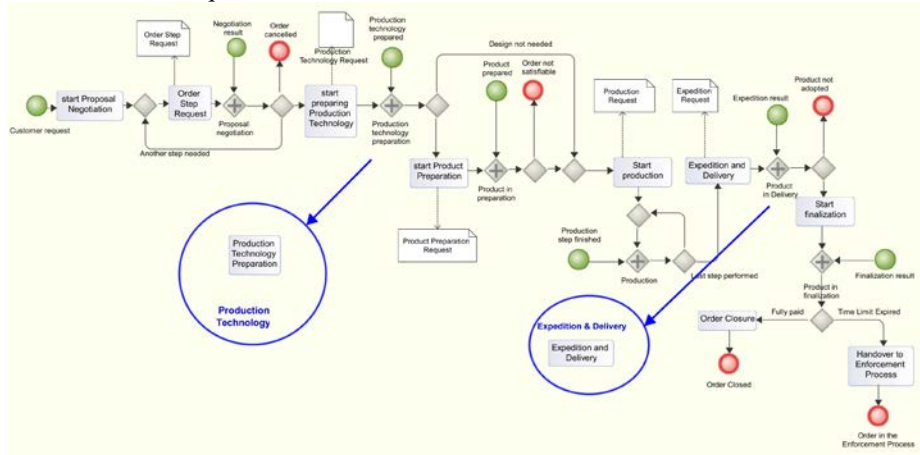 Order Step
Request
Negotiation
result
Order
cancelled
Production
Technology Request
Production
technology
prepared
Design not needed
Product
prepared
Order not
satisfiable
Production
Request
Expedition
Request
Expedition result
Product not
adopted
start Proposal
Negotiation
Order
Step
Request
start
preparing
Production
Technology
Customer request
Proposal
negotiation
Production
technology
preparation
Another step needed
start Product
Preparation
Product in
preparation
Start
production
Expedition and
Delivery
Product
in Delivery
Start
finalization
Product Preparation
Request
Production
step finished
Production
Last step performed
Product in
finalization
Finalization result
Production
Technology
Preparation
Production
Technology
Expedition & Delivery
Expedition and
Delivery
Fully paid
Time Limit Expired
Order Closure
Order Closed
Handover to
Enforcement
Process
Order in the
Enforcement Process